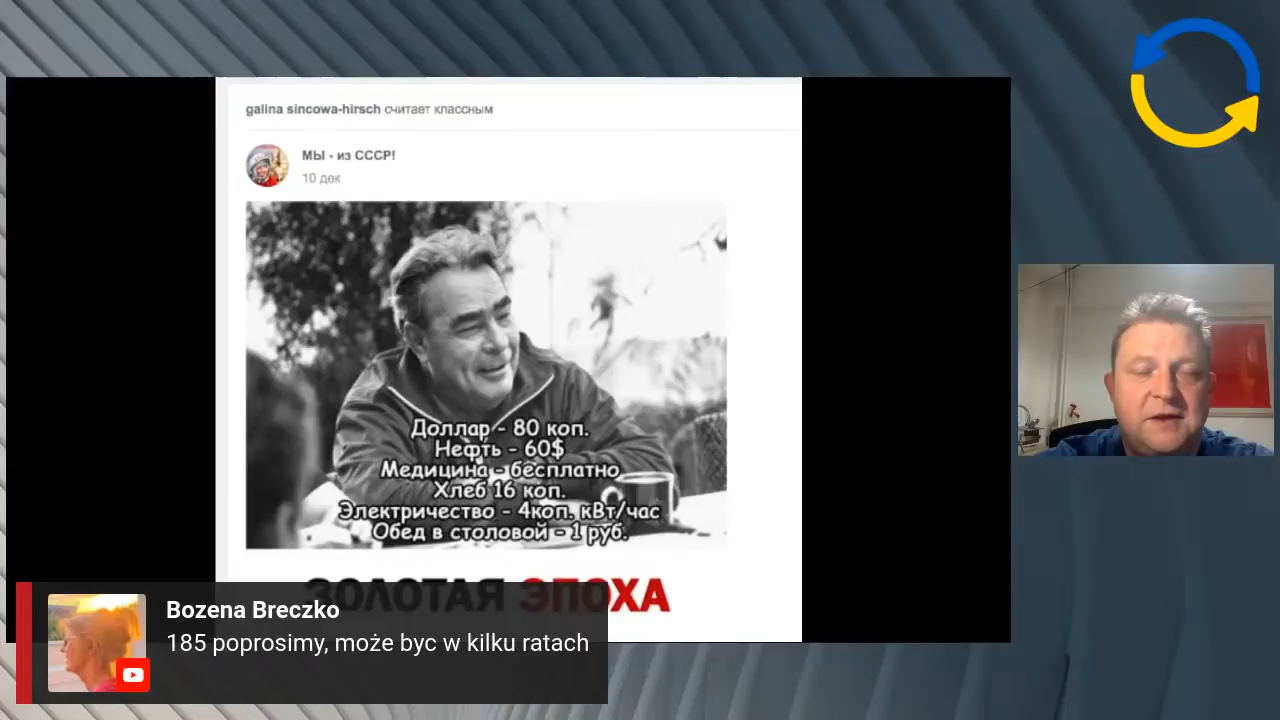 galina sincowa-hirsch считает классным
МЫ - из СССР!
10 дек
Доллар - 80 коп.
Нефть - 60$
Медицина - бесплатно
Хлеб 16 коп.
Электричество - 4коп. кВт/час
Обед в столовой - 1 руб.
ЗОЛОТАЯ ЭПОХА
Bozena Breczko
185 poprosimy, może byc w kilku ratach